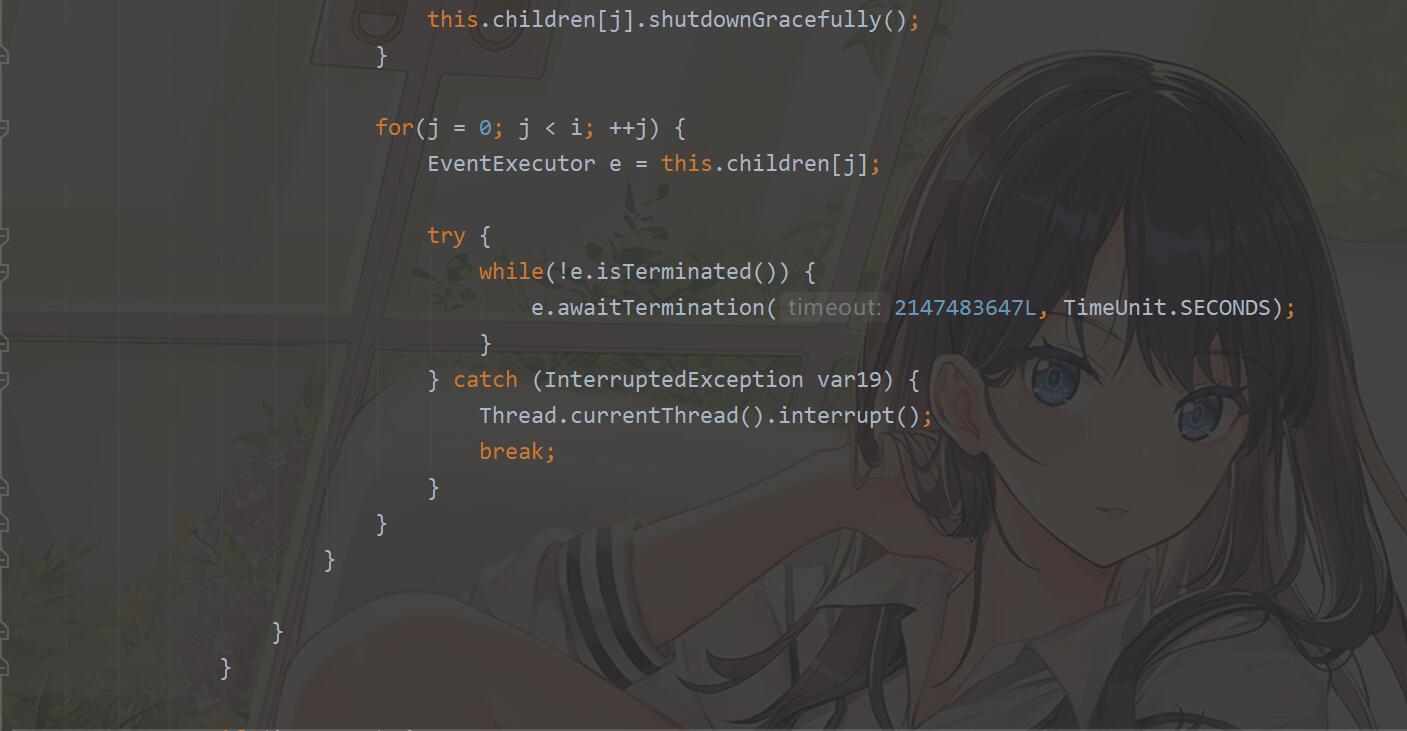 this.children[j].shutdownGracefully();
}
for(j = 0; j < i; ++j) {
EventExecutor e = this.children[j];
try {
while(!e.isTerminated()) {
e.awaitTermination( timeout: 2147483647L, TimeUnit.SECONDS);
}
} catch (InterruptedException var19) {
Thread.currentThread().interrupt();
break;
}
}
}
}
}